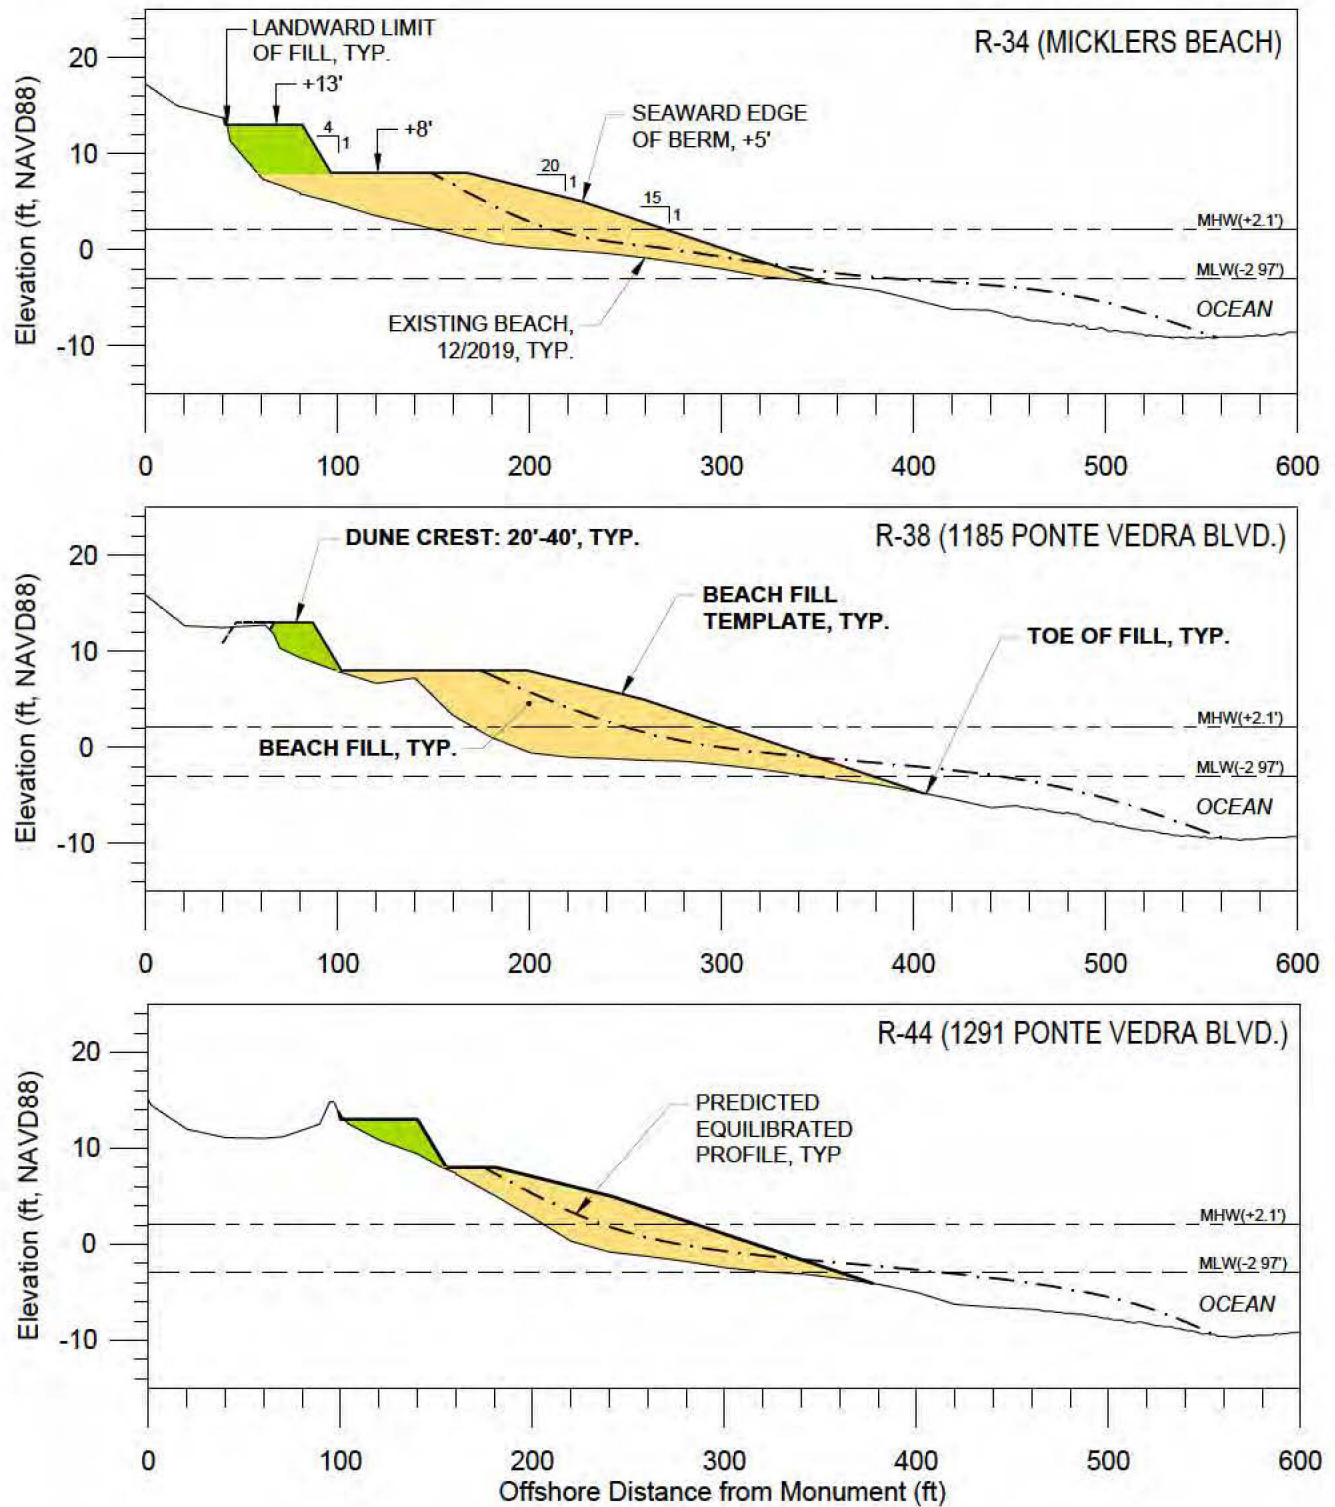 LANDWARD LIMIT
OF FILL, TYP.
R-34 (MICKLERS BEACH)
+13'
4
1
+8'
SEAWARD EDGE
OF BERM, +5'
20
1
15
1
MHW(+2.1')
MLW(-2 97')
OCEAN
EXISTING BEACH,
12/2019, TYP.
Elevation (ft, NAVD88)
20
10
0
-10
0 100 200 300 400 500 600
DUNE CREST: 20'-40', TYP.
R-38 (1185 PONTE VEDRA BLVD.)
BEACH FILL
TEMPLATE, TYP.
TOE OF FILL, TYP.
BEACH FILL, TYP.
MHW(+2.1')
MLW(-2 97')
OCEAN
Elevation (ft, NAVD88)
20
10
0
-10
0 100 200 300 400 500 600
R-44 (1291 PONTE VEDRA BLVD.)
PREDICTED
EQUILIBRATED
PROFILE, TYP
MHW(+2.1')
MLW(-2 97')
OCEAN
Elevation (ft, NAVD88)
20
10
0
-10
0 100 200 300 400 500 600
Offshore Distance from Monument (ft)